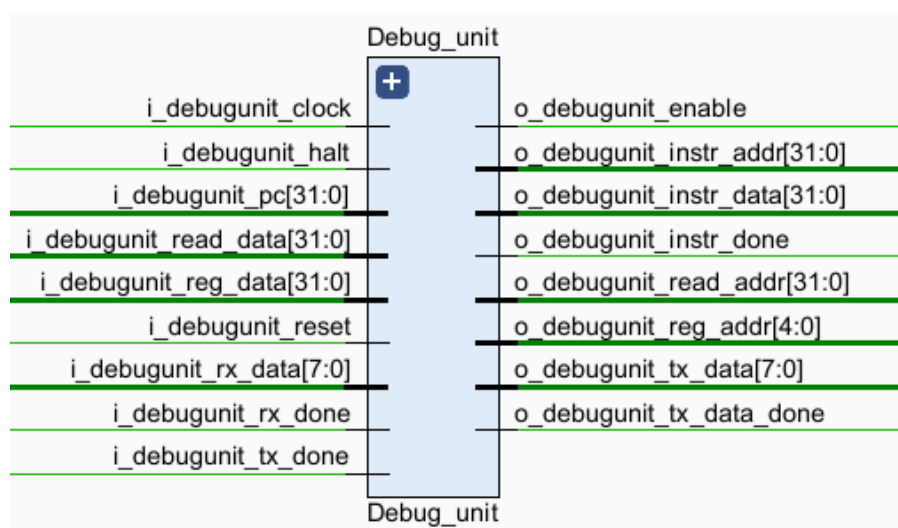 Debug_unit
i_debugunit_clock
i_debugunit_halt
i_debugunit_pc[31:0]
i_debugunit_read_data[31:0]
i_debugunit_reg_data[31:0]
i_debugunit_reset
i_debugunit_rx_data[7:0]
i_debugunit_rx_done
i_debugunit_tx_done
o_debugunit_enable
o_debugunit_instr_addr[31:0]
o_debugunit_instr_data[31:0]
o_debugunit_instr_done
o_debugunit_read_addr[31:0]
o_debugunit_reg_addr[4:0]
o_debugunit_tx_data[7:0]
o_debugunit_tx_data_done
Debug_unit